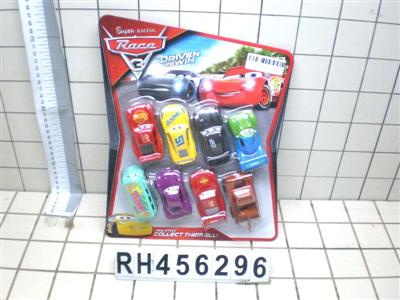 Super RACING
Race
3
DRIVEN
TO WIN
COLLECT THEM ALL!
RH456296